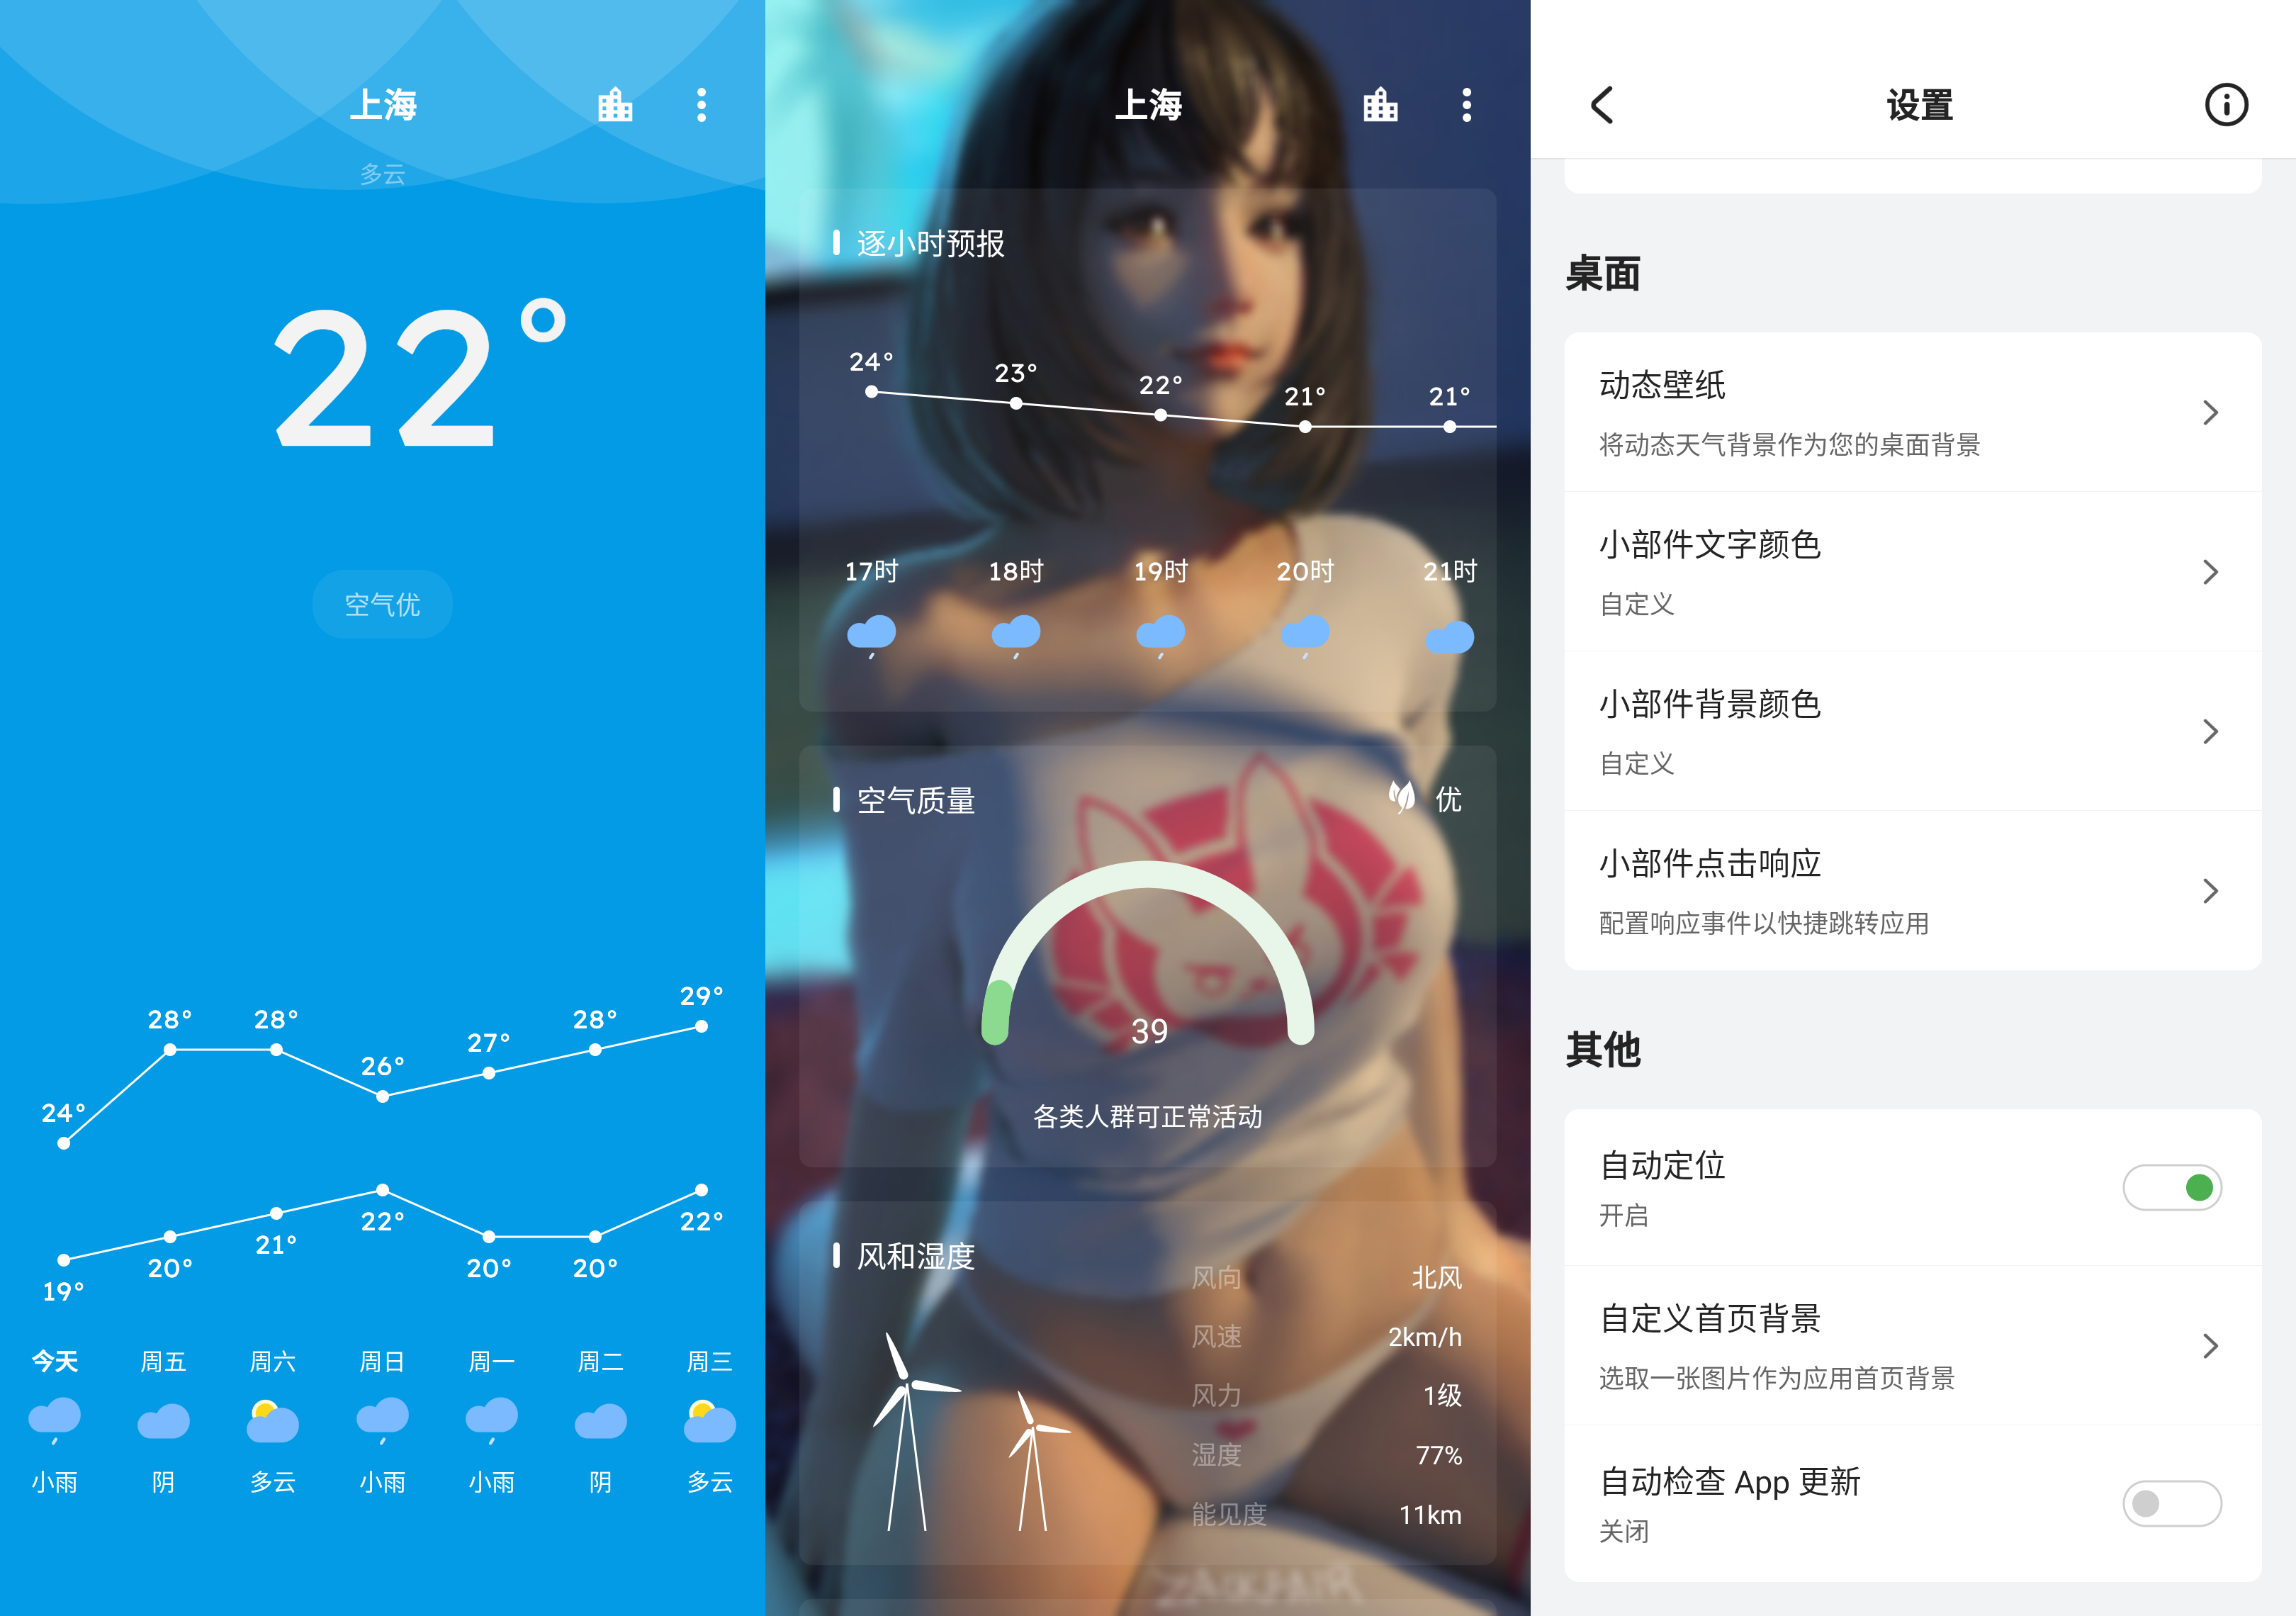 上海
多云
22°
空气优
24° 28° 28° 26° 27° 28° 29°
19° 20° 21° 22° 20° 20° 22°
今天 周五 周六 周日 周一 周二 周三
小雨 阴 多云 小雨 小雨 阴 多云
上海
逐小时预报
24° 23° 22° 21° 21°
17时 18时 19时 20时 21时
空气质量 优
39
各类人群可正常活动
风和湿度
风向 北风
风速 2km/h
风力 1级
湿度 77%
能见度 11km
设置
桌面
动态壁纸
将动态天气背景作为您的桌面背景
小部件文字颜色
自定义
小部件背景颜色
自定义
小部件点击响应
配置响应事件以快捷跳转应用
其他
自动定位
开启
自定义首页背景
选取一张图片作为应用首页背景
自动检查 App 更新
关闭